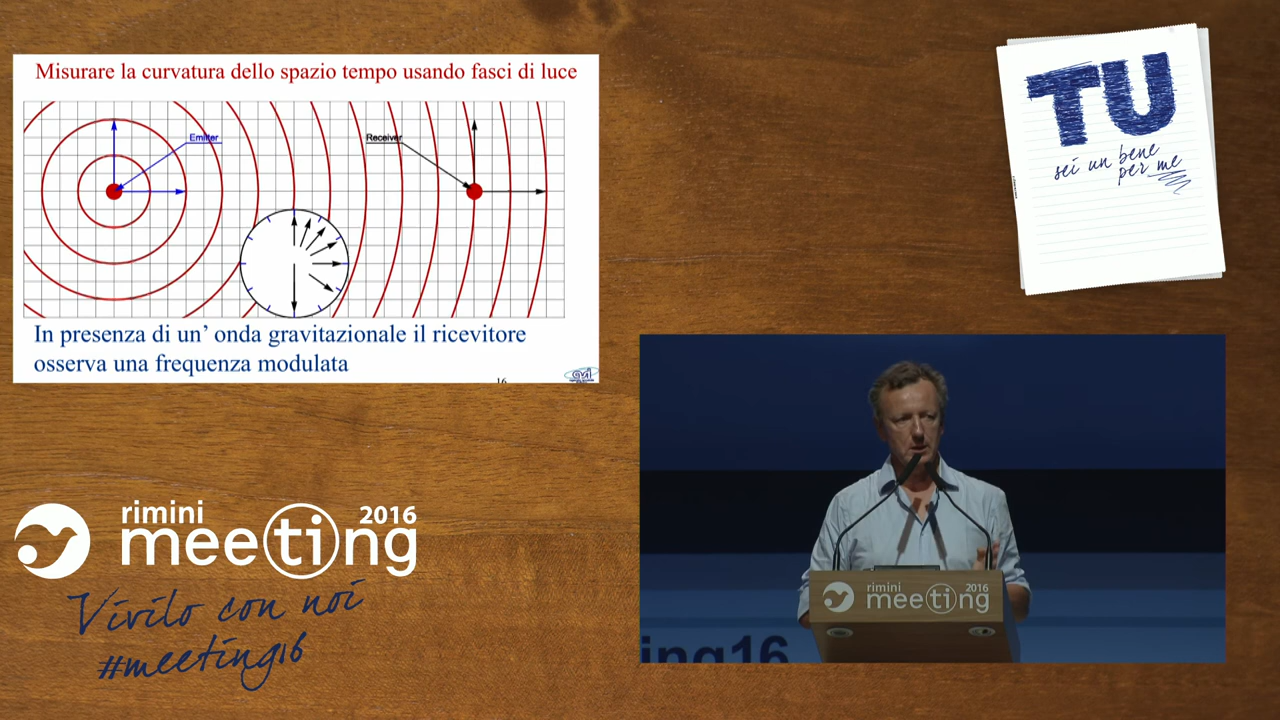 Misurare la curvatura dello spazio tempo usando fasci di luce
Emitter
Receiver
In presenza di un' onda gravitazionale il ricevitore
osserva una frequenza modulata
16
TU
sei un bene
per me
rimini
meeting
2016
Vivilo con noi
#meeting16
rimini
meeting
2016
ing16